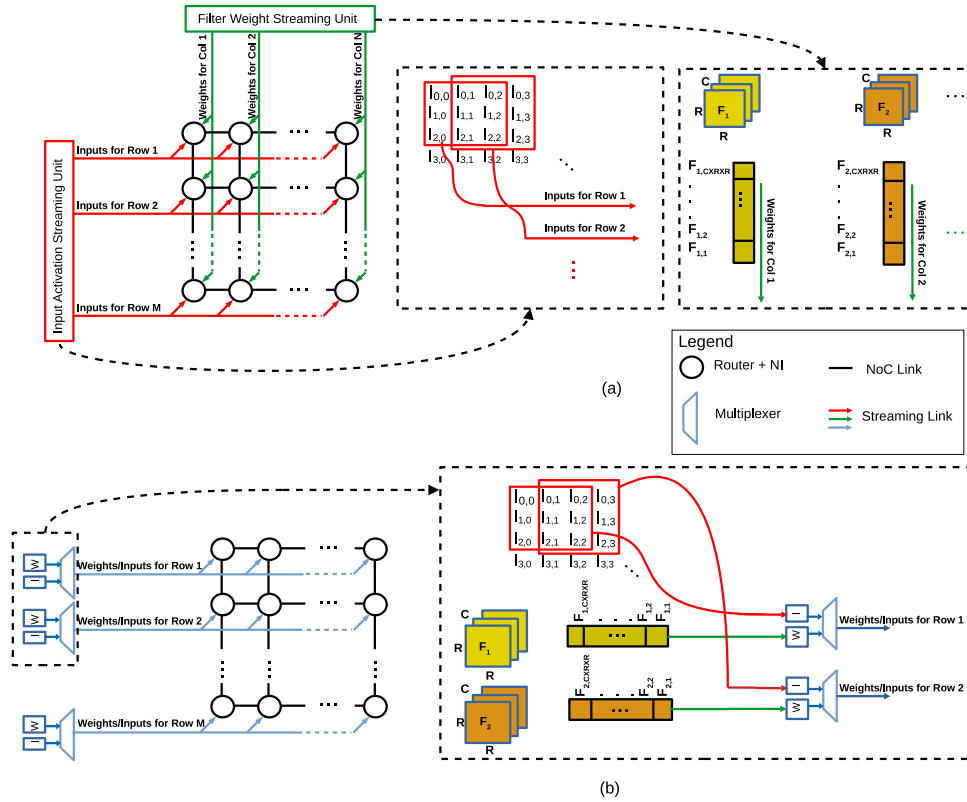 Filter Weight Streaming Unit
Weights for Col 1
Weights for Col 2
Weights for Col N
Input Activation Streaming Unit
Inputs for Row 1
Inputs for Row 2
Inputs for Row M
I0,0 I0,1 I0,2 I0,3
I1,0 I1,1 I1,2 I1,3
I2,0 I2,1 I2,2 I2,3
I3,0 I3,1 I3,2 I3,3
Inputs for Row 1
Inputs for Row 2
C
R
F1
R
C
R
F2
R
F1,CXRXR
F1,2
F1,1
Weights for Col 1
F2,CXRXR
F2,2
F2,1
Weights for Col 2
(a)
Legend
Router + NI
NoC Link
Multiplexer
Streaming Link
W
I
Weights/Inputs for Row 1
W
I
Weights/Inputs for Row 2
W
I
Weights/Inputs for Row M
I0,0 I0,1 I0,2 I0,3
I1,0 I1,1 I1,2 I1,3
I2,0 I2,1 I2,2 I2,3
I3,0 I3,1 I3,2 I3,3
C
R
F1
R
F1,CXRXR
F1,2
F1,1
I
W
Weights/Inputs for Row 1
C
R
F2
R
F2,CXRXR
F2,2
F2,1
I
W
Weights/Inputs for Row 2
(b)